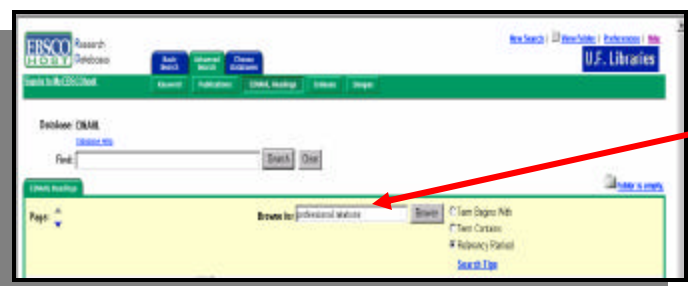 New Search | View Folder | Preferences | Help
EBSCO Research
HOST Databases
Basic Search Advanced Search Choose Databases
U.F. Libraries
Sign In to My EBSCOhost
Keyword Publications CINAHL Headings Indexes Images
Database: CINAHL
Database Help
Find: Search Clear
CINAHL Headings
Folder is empty.
Page:
Browse for: professional Browse
Term Begins With
Term Contains
Relevancy Ranked
Search Tips